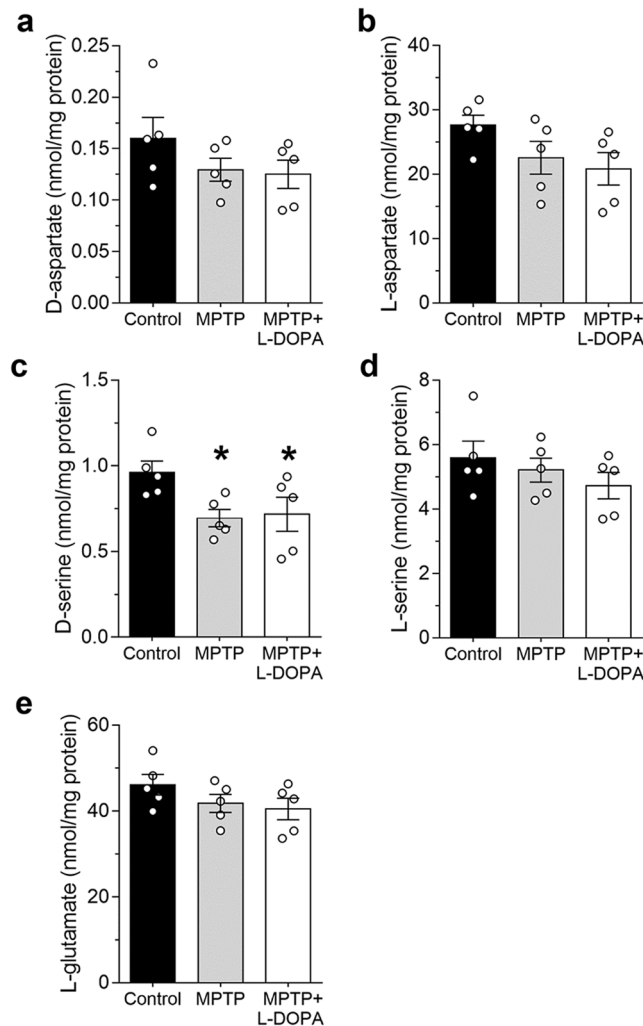 a
D-aspartate (nmol/mg protein)
0.25
0.20
0.15
0.10
0.05
0.00
Control
MPTP
MPTP+
L-DOPA
b
L-aspartate (nmol/mg protein)
40
30
20
10
0
Control
MPTP
MPTP+
L-DOPA
c
D-serine (nmol/mg protein)
1.5
1.0
0.5
0.0
*
*
Control
MPTP
MPTP+
L-DOPA
d
L-serine (nmol/mg protein)
8
6
4
2
0
Control
MPTP
MPTP+
L-DOPA
e
L-glutamate (nmol/mg protein)
60
40
20
0
Control
MPTP
MPTP+
L-DOPA